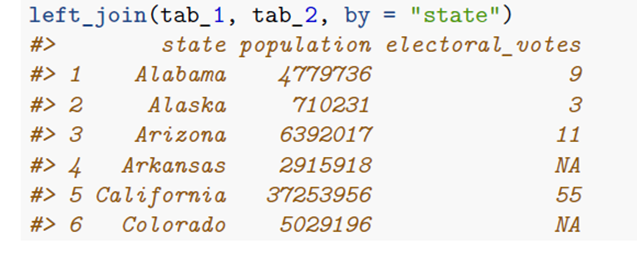 left_join(tab_1, tab_2, by = "state")
#> state population electoral_votes
#> 1 Alabama 4779736 9
#> 2 Alaska 710231 3
#> 3 Arizona 6392017 11
#> 4 Arkansas 2915918 NA
#> 5 California 37253956 55
#> 6 Colorado 5029196 NA